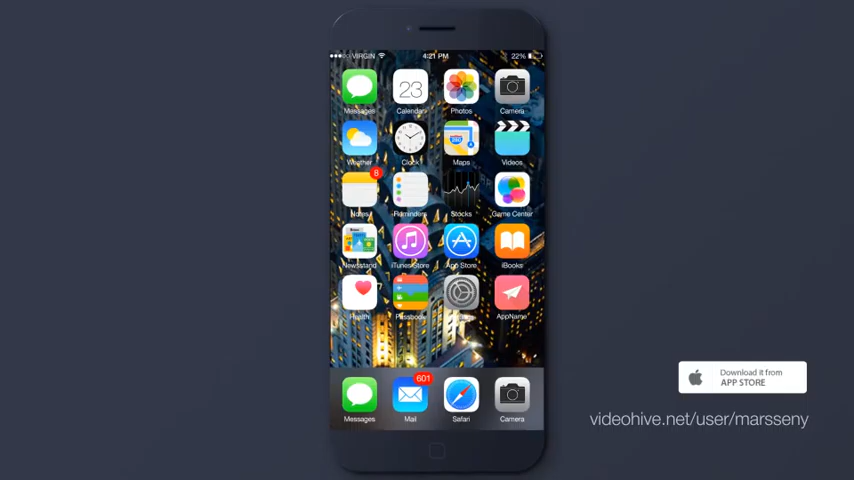 VIRGIN 4:21 PM 22%
Messages Calendar Photos Camera
23
Weather Clock Maps Videos
280
8
Notes Reminders Stocks Game Center
Newsstand iTunes Store App Store iBooks
Health Passbook Settings AppName
601
Messages Mail Safari Camera
Download it from
APP STORE
videohive.net/user/marsseny